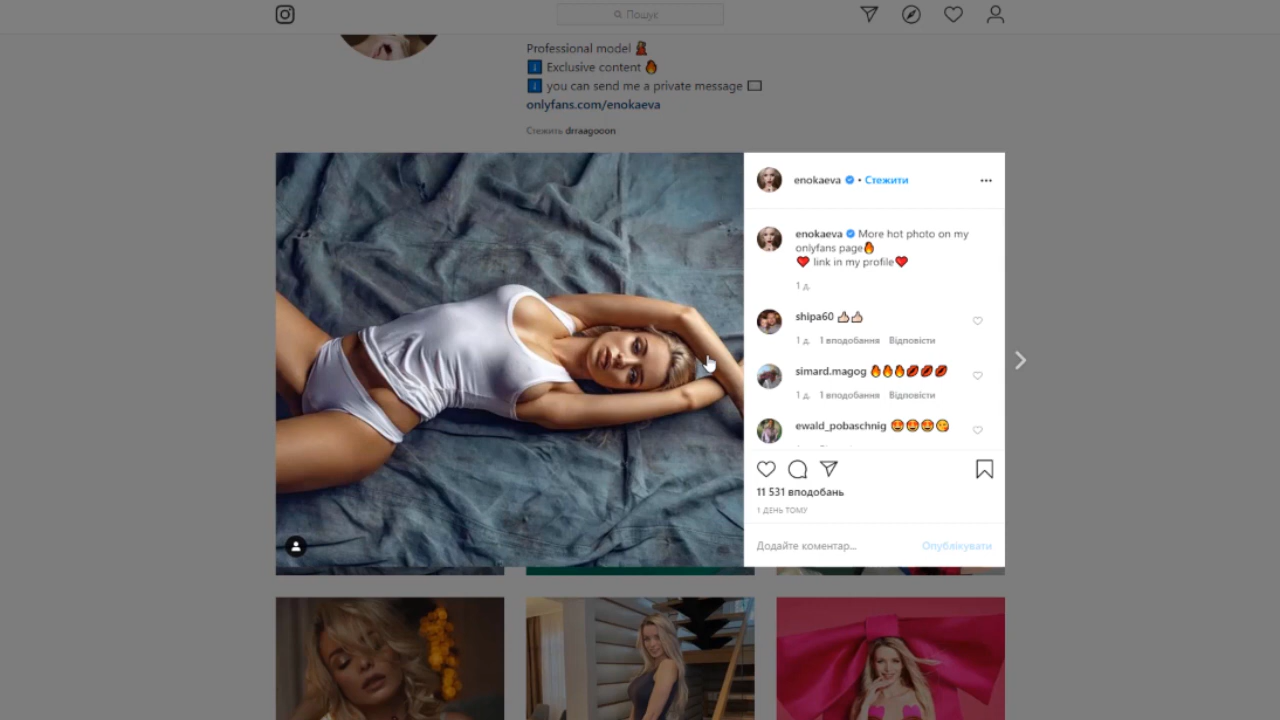 Пошук
Professional model
Exclusive content
you can send me a private message
onlyfans.com/enokaeva
Стежить drraagooon
enokaeva • Стежити
enokaeva More hot photo on my
onlyfans page
link in my profile
1 д.
shipa60
1 д. 1 вподобання Відповісти
simard.magog
1 д. 1 вподобання Відповісти
ewald_pobaschnig
11 531 вподобань
1 ДЕНЬ ТОМУ
Додайте коментар...
Опублікувати